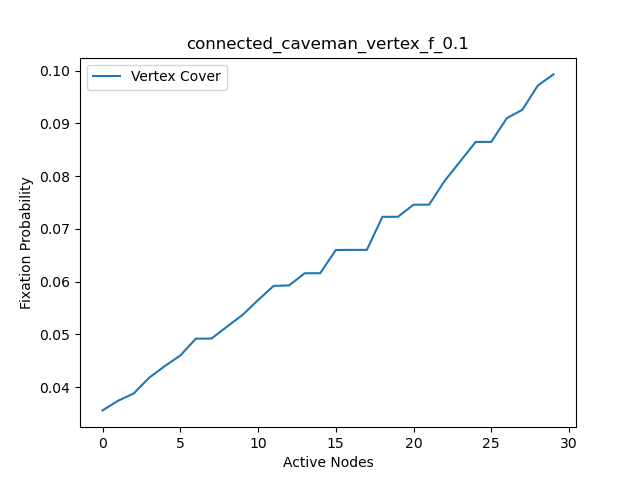 connected_caveman_vertex_f_0.1
Vertex Cover
Fixation Probability
0.10
0.09
0.08
0.07
0.06
0.05
0.04
0 5 10 15 20 25 30
Active Nodes